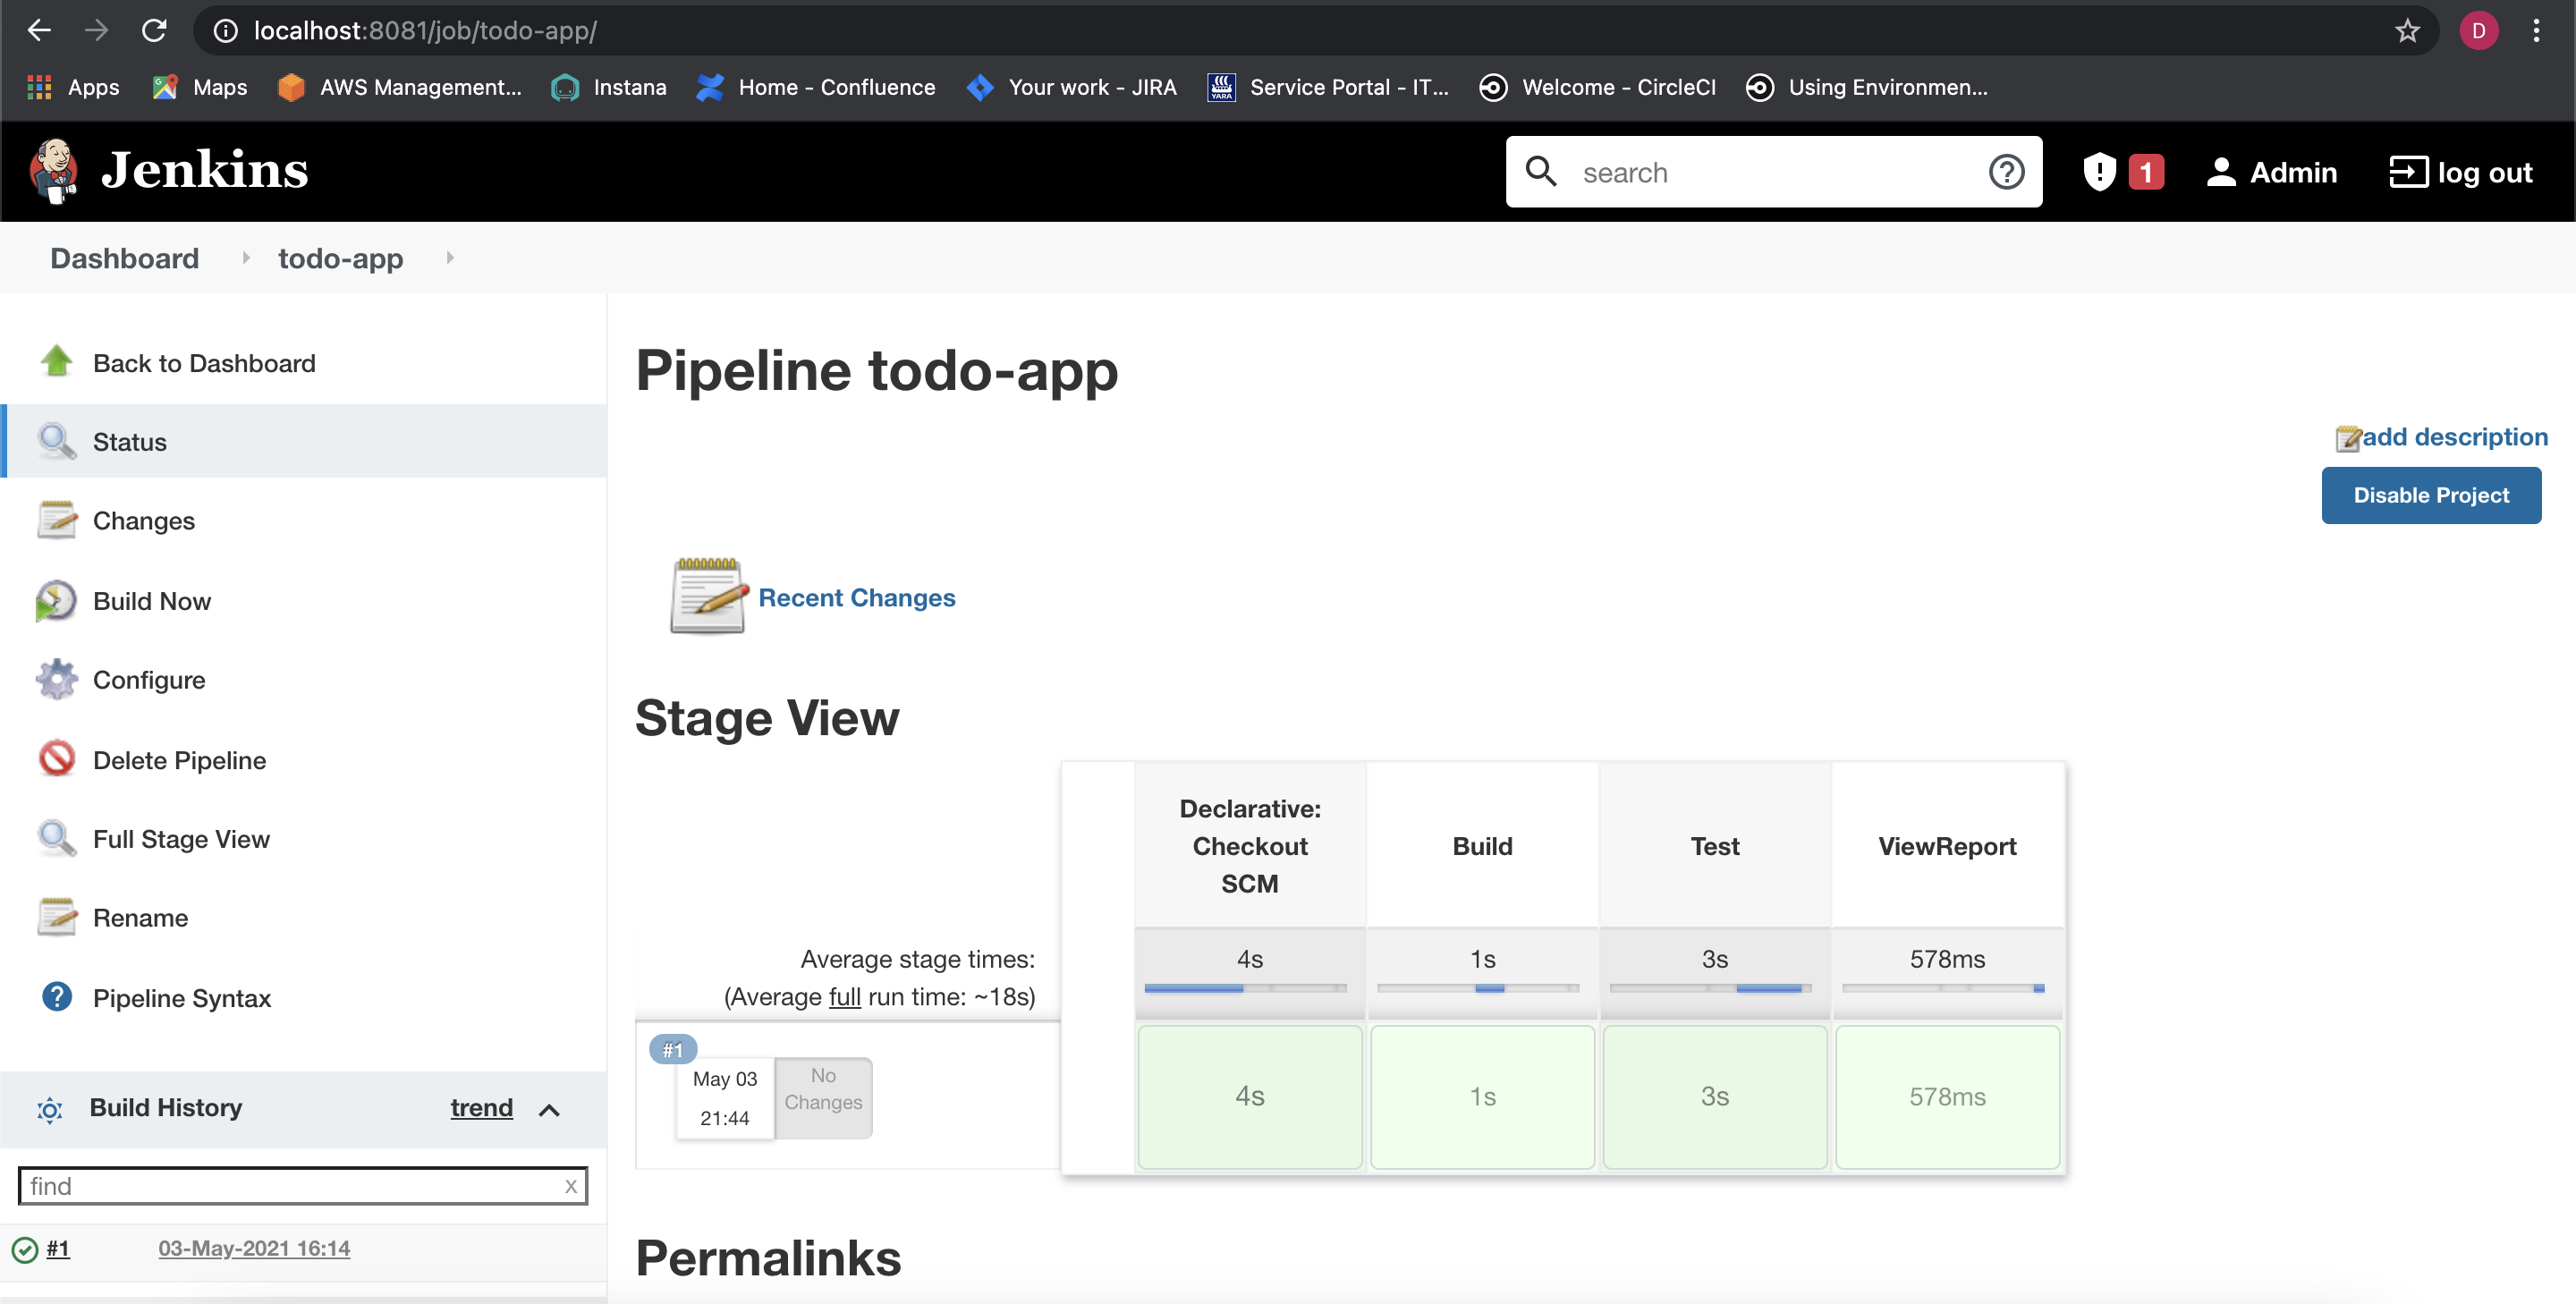 localhost:8081/job/todo-app/
D
Apps
Maps
AWS Management...
Instana
Home - Confluence
Your work - JIRA
YARA
Service Portal - IT...
Welcome - CircleCI
Using Environmen...
Jenkins
search
1
Admin
log out
Dashboard
todo-app
Back to Dashboard
Status
Changes
Build Now
Configure
Delete Pipeline
Full Stage View
Rename
Pipeline Syntax
Build History
trend
find
x
#1
03-May-2021 16:14
Pipeline todo-app
add description
Disable Project
Recent Changes
Stage View
Declarative:
Checkout
SCM
Build
Test
ViewReport
Average stage times:
(Average full run time: ~18s)
4s
1s
3s
578ms
#1
May 03
21:44
No
Changes
4s
1s
3s
578ms
Permalinks